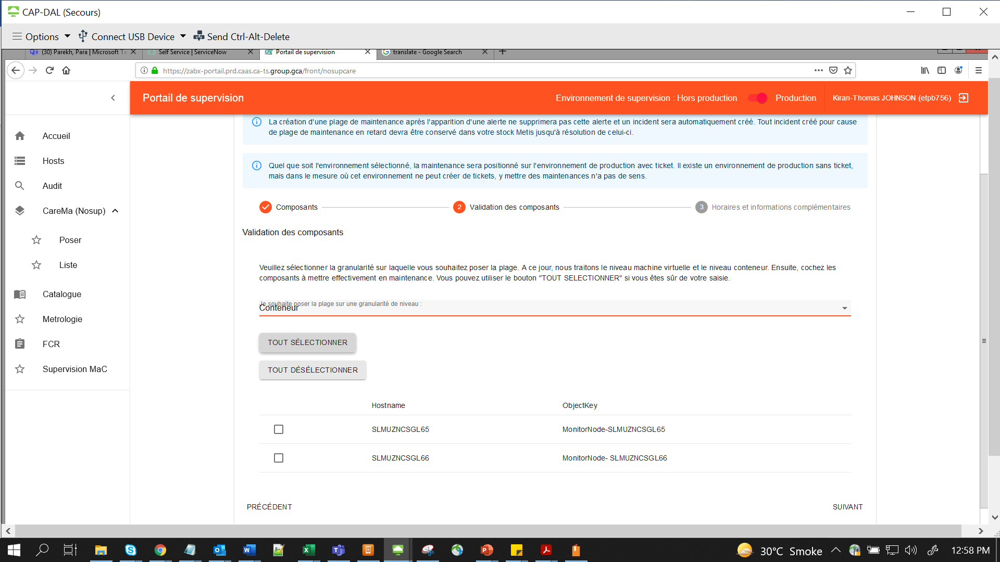 CAP-DAL (Secours)
Options
Connect USB Device
Send Ctrl-Alt-Delete
(30) Parekh, Para | Microsoft Te
Self Service | ServiceNow
Portail de supervision
translate - Google Search
https://zabx-portail.prd.caas.ca-ts.group.gca/front/nosupcare
Portail de supervision
Environnement de supervision : Hors production
Production
Kiran-Thomas JOHNSON (etpb756)
Accueil
Hosts
Audit
CareMa (Nosup)
Poser
Liste
Catalogue
Metrologie
FCR
Supervision MaC
La création d'une plage de maintenance après l'apparition d'une alerte ne supprimera pas cette alerte et un incident sera automatiquement créé. Tout incident créé pour cause
de plage de maintenance en retard devra être conservé dans votre stock Metis jusqu'à résolution de celui-ci.
Quel que soit l'environnement sélectionné, la maintenance sera positionné sur l'environnement de production avec ticket. Il existe un environnement de production sans ticket,
mais dans le mesure où cet environnement ne peut créer de tickets, y mettre des maintenances n'a pas de sens.
Composants
2 Validation des composants
3 Horaires et informations complémentaires
Validation des composants
Veuillez sélectionner la granularité sur laquelle vous souhaitez poser la plage. A ce jour, nous traitons le niveau machine virtuelle et le niveau conteneur. Ensuite, cochez les
composants à mettre effectivement en maintenance. Vous pouvez utiliser le bouton "TOUT SELECTIONNER" si vous êtes sûr de votre saisie.
Je souhaite poser la plage sur une granularité de niveau :
Conteneur
TOUT SÉLECTIONNER
TOUT DÉSÉLECTIONNER
Hostname ObjectKey
SLMUZNCSGL65 MonitorNode-SLMUZNCSGL65
SLMUZNCSGL66 MonitorNode- SLMUZNCSGL66
PRÉCÉDENT
SUIVANT
30°C Smoke
12:58 PM